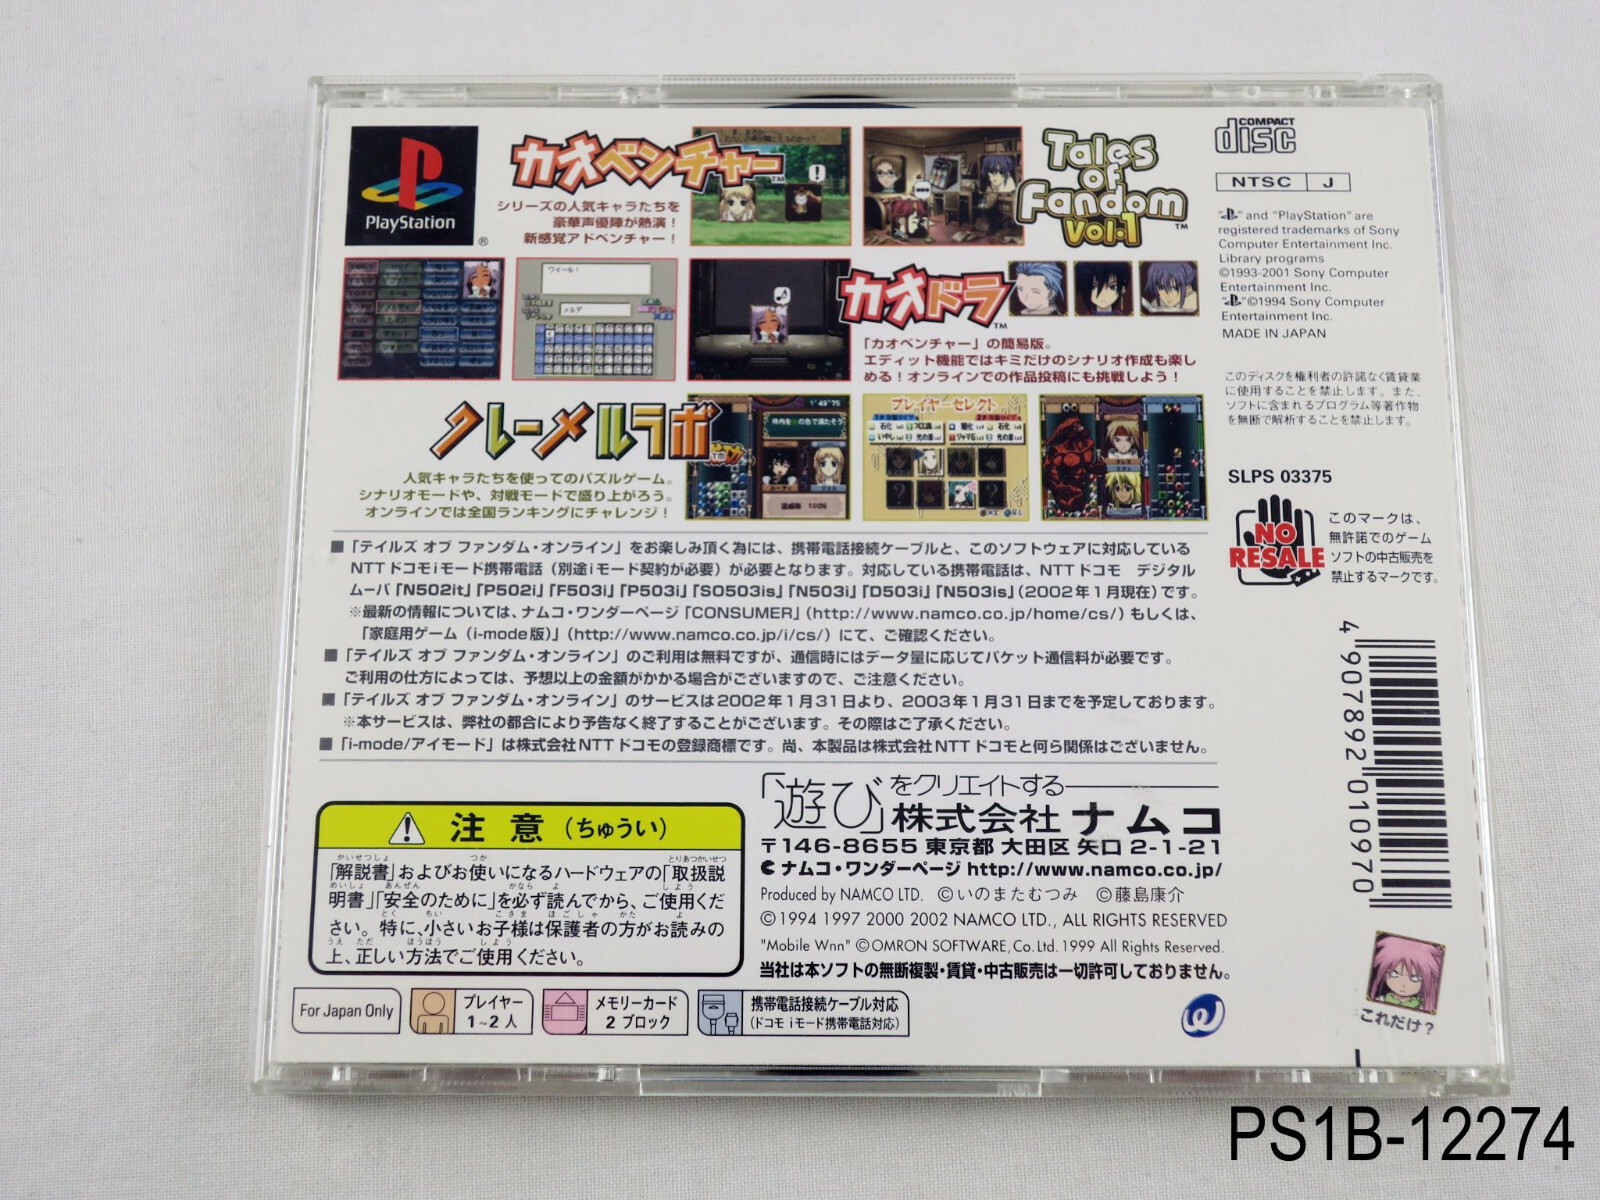 PlayStation
®
カオベンチャー™
シリーズの人気キャラたちを
豪華声優陣が熱演！
新感覚アドベンチャー！
Tales
of
Fandom
Vol.1
™
カオドラ™
「カオベンチャー」の簡易版。
エディット機能ではキミだけのシナリオ作成も楽し
める！オンラインでの作品投稿にも挑戦しよう！
クレーメルラボ
™
人気キャラたちを使ってのパズルゲーム。
シナリオモードや、対戦モードで盛り上がろう。
オンラインでは全国ランキングにチャレンジ！
ワイール！
メルディ
1'49"75
プレイヤーセレクト
達成率 100%
COMPACT
disc
NTSC J
"PS" and "PlayStation" are
registered trademarks of Sony
Computer Entertainment Inc.
Library programs
©1993-2001 Sony Computer
Entertainment Inc.
"PS"©1994 Sony Computer
Entertainment Inc.
MADE IN JAPAN
このディスクを権利者の許諾なく賃貸業
に使用することを禁止します。また、
ソフトに含まれるプログラム等著作物
を無断で解析することを禁止します。
SLPS 03375
NO
RESALE
このマークは、
無許諾でのゲーム
ソフトの中古販売を
禁止するマークです。
■「テイルズ オブ ファンダム・オンライン」をお楽しみ頂く為には、携帯電話接続ケーブルと、このソフトウェアに対応している
NTTドコモiモード携帯電話（別途iモード契約が必要）が必要となります。対応している携帯電話は、NTTドコモ デジタル
ムーバ「N502it」「P502i」「F503i」「P503i」「SO503is」「N503i」「D503i」「N503is」（2002年1月現在）です。
※最新の情報については、ナムコ・ワンダーページ「CONSUMER」（http://www.namco.co.jp/home/cs/）もしくは、
「家庭用ゲーム（i-mode版）」（http://www.namco.co.jp/i/cs/）にて、ご確認ください。
■「テイルズ オブ ファンダム・オンライン」のご利用は無料ですが、通信時にはデータ量に応じてパケット通信料が必要です。
ご利用の仕方によっては、予想以上の金額がかかる場合がございますので、ご注意ください。
■「テイルズ オブ ファンダム・オンライン」のサービスは2002年1月31日より、2003年1月31日までを予定しております。
※本サービスは、弊社の都合により予告なく終了することがございます。その際はご了承ください。
■「i-mode/アイモード」は株式会社NTTドコモの登録商標です。尚、本製品は株式会社NTTドコモと何ら関係はございません。
4 907892 010970
注意（ちゅうい）
「解説書」およびお使いになるハードウェアの「取扱説
明書」「安全のために」を必ず読んでから、ご使用くだ
さい。特に、小さいお子様は保護者の方がお読みの
上、正しい方法でご使用ください。
「遊び」をクリエイトする
株式会社 ナムコ
〒146-8655 東京都 大田区 矢口 2-1-21
ナムコ・ワンダーページ http://www.namco.co.jp/
Produced by NAMCO LTD. ©いのまたむつみ ©藤島康介
©1994 1997 2000 2002 NAMCO LTD., ALL RIGHTS RESERVED
"Mobile Wnn" ©OMRON SOFTWARE, Co. Ltd. 1999 All Rights Reserved.
当社は本ソフトの無断複製・賃貸・中古販売は一切許可しておりません。
For Japan Only
プレイヤー
1～2人
メモリーカード
2 ブロック
携帯電話接続ケーブル対応
（ドコモ iモード携帯電話対応）
これだけ？
PS1B-12274